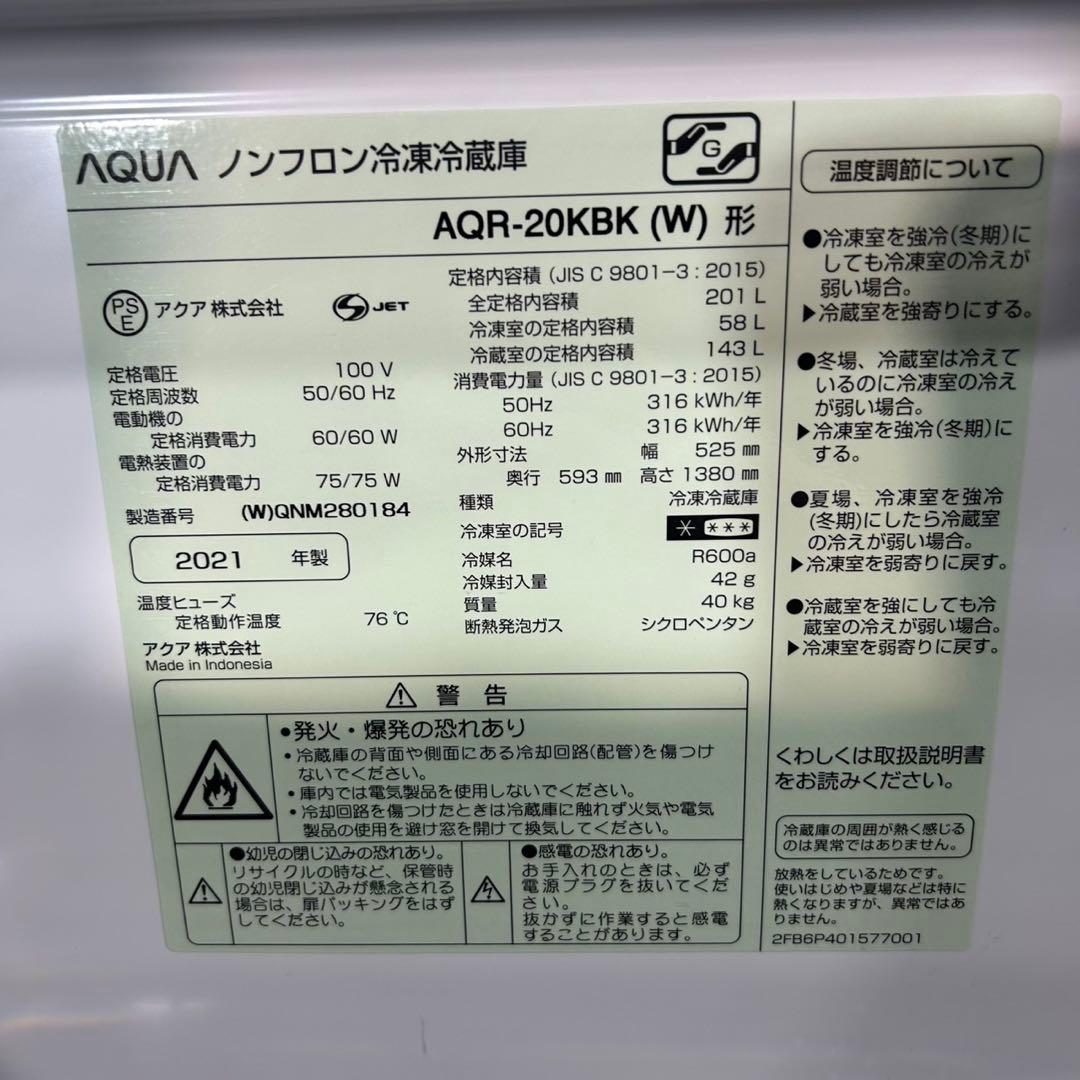 AQUA ノンフロン冷凍冷蔵庫
G
AQR-20KBK (W) 形
PS
E
アクア 株式会社
JET
定格電圧 100 V
定格周波数 50/60 Hz
電動機の
定格消費電力 60/60 W
電熱装置の
定格消費電力 75/75 W
製造番号 (W)QNM280184
2021 年製
温度ヒューズ
定格動作温度 76 ℃
アクア 株式会社
Made in Indonesia
定格内容積 (JIS C 9801-3 : 2015)
全定格内容積 201 L
冷凍室の定格内容積 58 L
冷蔵室の定格内容積 143 L
消費電力量 (JIS C 9801-3 : 2015)
50Hz 316 kWh/年
60Hz 316 kWh/年
外形寸法 幅 525 ㎜
奥行 593 ㎜ 高さ 1380 ㎜
種類 冷凍冷蔵庫
冷凍室の記号
冷媒名 R600a
冷媒封入量 42 g
質量 40 kg
断熱発泡ガス シクロペンタン
警 告
•発火・爆発の恐れあり
•冷蔵庫の背面や側面にある冷却回路(配管)を傷つけ
ないでください。
•庫内では電気製品を使用しないでください。
•冷却回路を傷つけたときは冷蔵庫に触れず火気や電気
製品の使用を避け窓を開けて換気してください。
●幼児の閉じ込みの恐れあり。
リサイクルの時など、保管時
の幼児閉じ込みが懸念される
場合は、扉パッキングをはず
してください。
●感電の恐れあり。
お手入れのときは、必ず
電源プラグを抜いてくだ
さい。
抜かずに作業すると感電
することがあります。
温度調節について
●冷凍室を強冷(冬期)に
しても冷凍室の冷えが
弱い場合。
▶冷蔵室を強寄りにする。
●冬場、冷蔵室は冷えて
いるのに冷凍室の冷え
が弱い場合。
▶冷凍室を強冷(冬期)に
する。
●夏場、冷凍室を強冷
(冬期)にしたら冷蔵室
の冷えが弱い場合。
▶冷凍室を弱寄りに戻す。
●冷蔵室を強にしても冷
蔵室の冷えが弱い場合。
▶冷凍室を弱寄りに戻す。
くわしくは取扱説明書
をお読みください。
冷蔵庫の周囲が熱く感じる
のは異常ではありません。
放熱をしているためです。
使いはじめや夏場などは特に
熱くなりますが、異常ではあ
りません。
2FB6P401577001